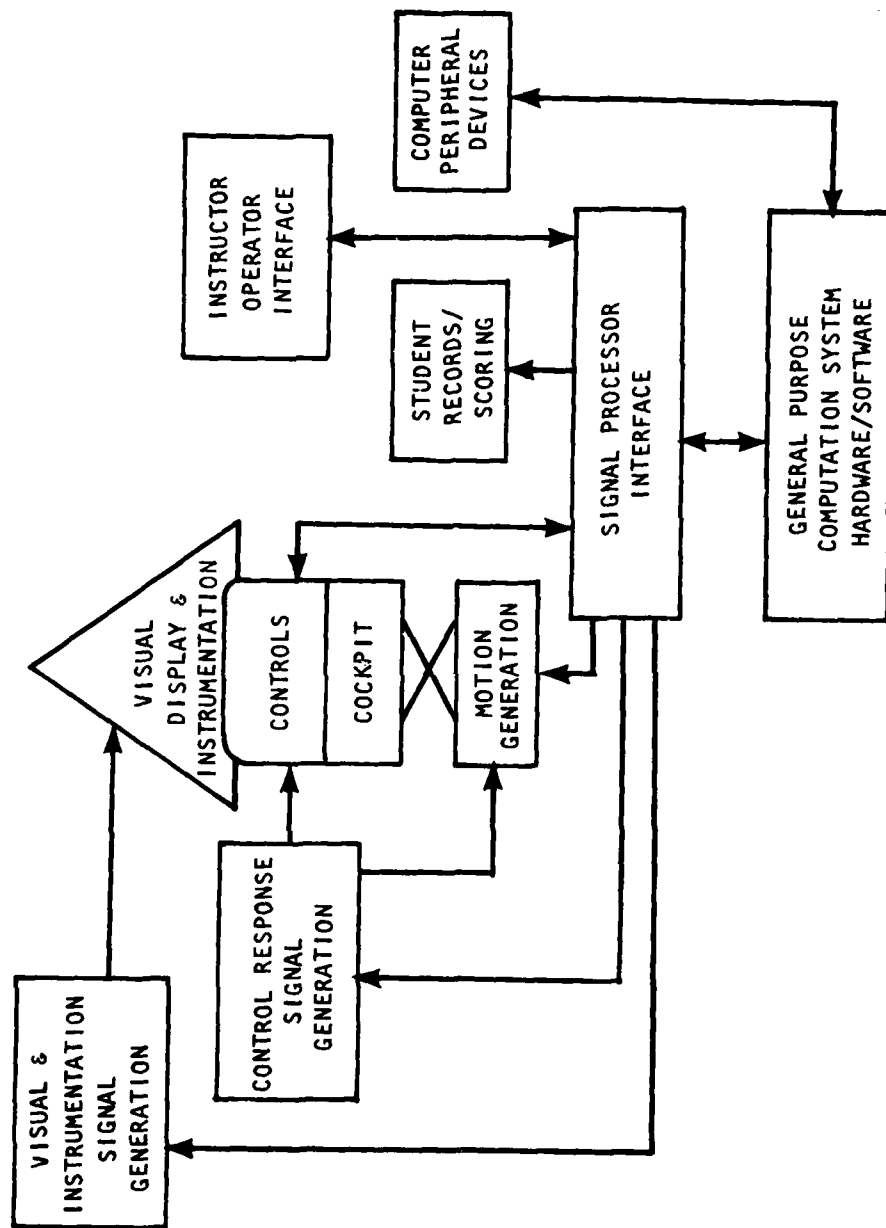 VISUAL &
INSTRUMENTATION
SIGNAL
GENERATION
VISUAL
DISPLAY &
INSTRUMENTATION
CONTROL RESPONSE
SIGNAL
GENERATION
CONTROLS
COCKPIT
MOTION
GENERATION
INSTRUCTOR
OPERATOR
INTERFACE
STUDENT
RECORDS/
SCORING
COMPUTER
PERIPHERAL
DEVICES
SIGNAL PROCESSOR
INTERFACE
GENERAL PURPOSE
COMPUTATION SYSTEM
HARDWARE/SOFTWARE